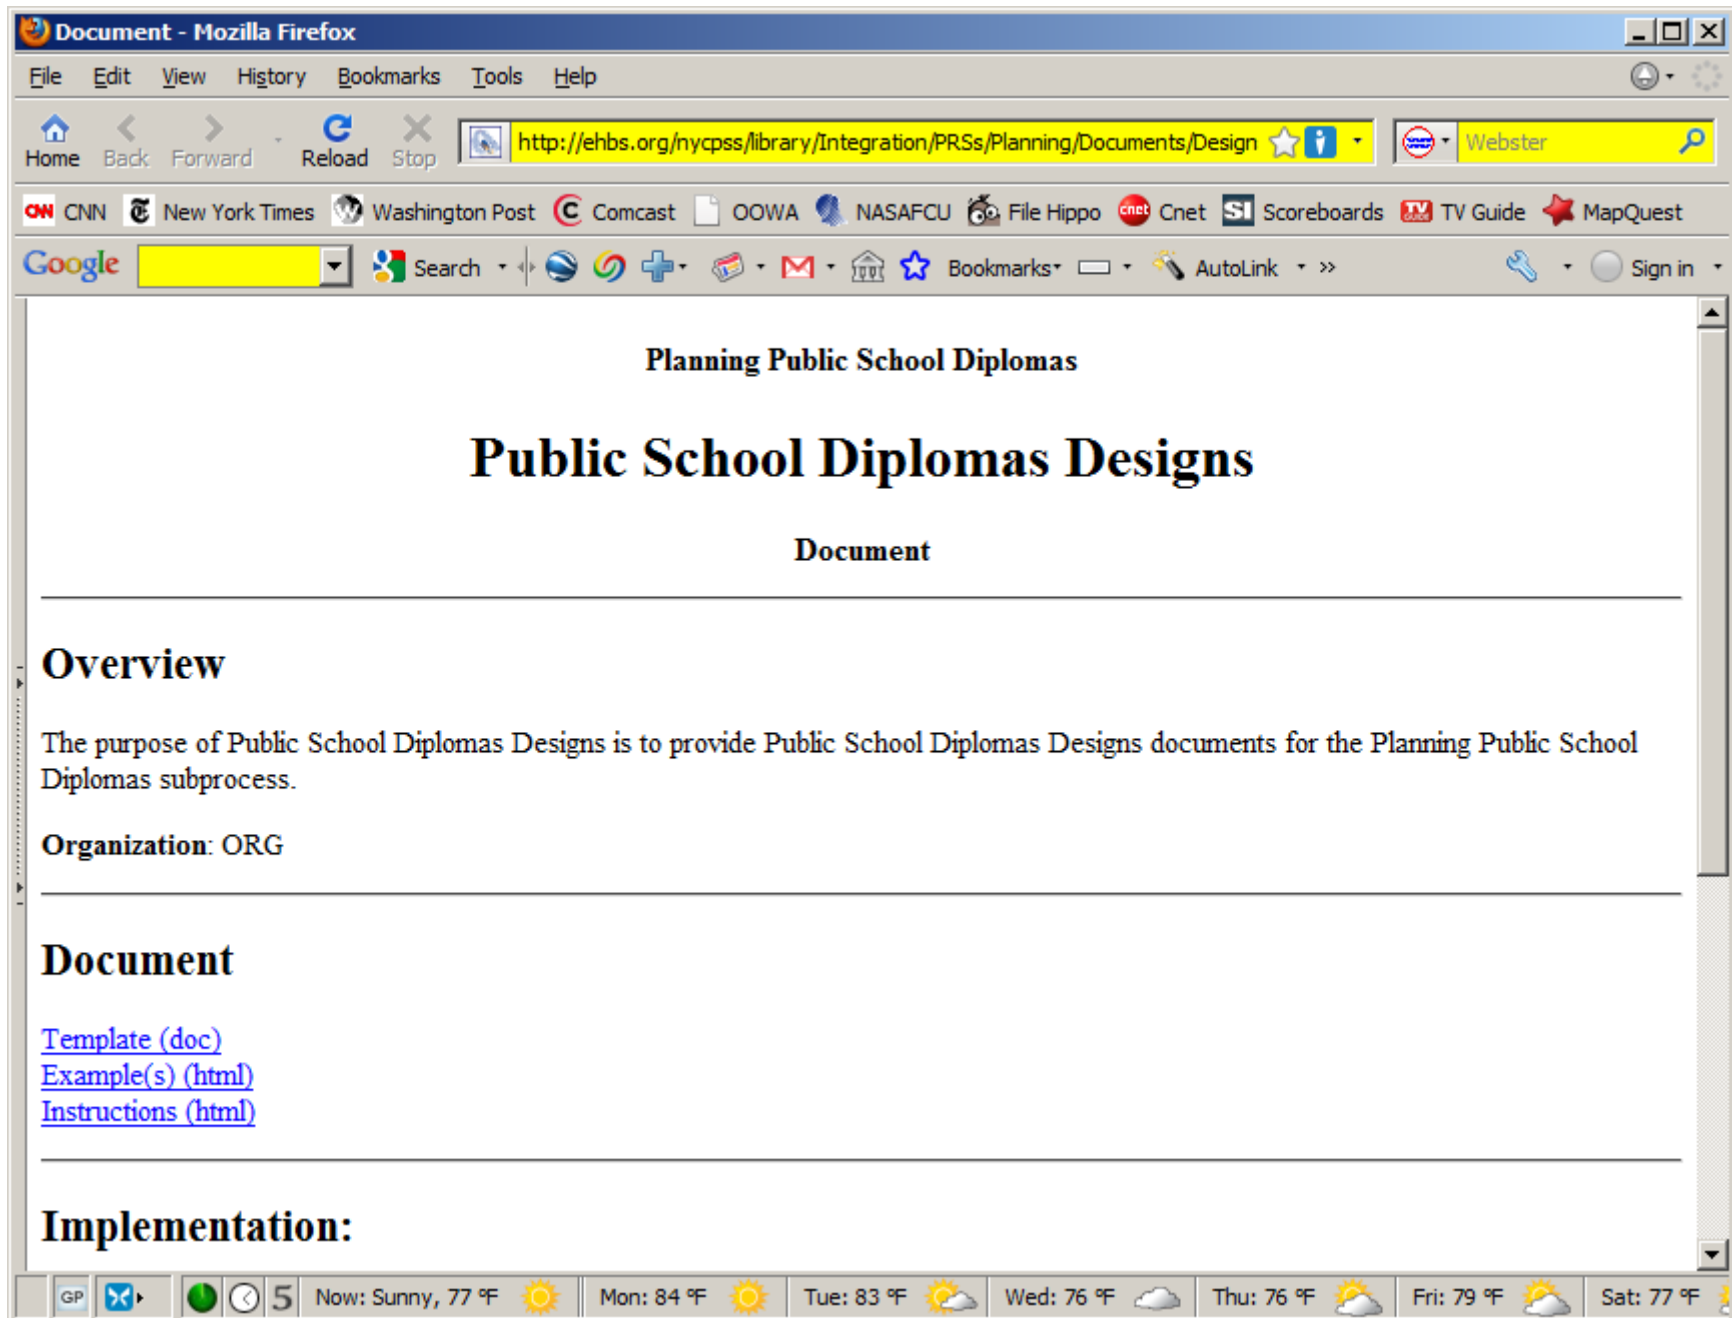 Document - Mozilla Firefox
File Edit View History Bookmarks Tools Help
Home Back Forward Reload Stop http://ehbs.org/nycpss/library/Integration/PRSs/Planning/Documents/Design Webster
CNN CNN New York Times Washington Post Comcast OOWA NASAFCU File Hippo cnet Cnet SI Scoreboards TV GUIDE TV Guide MapQuest
Google Search Bookmarks AutoLink » Sign in
Planning Public School Diplomas
Public School Diplomas Designs
Document
Overview
The purpose of Public School Diplomas Designs is to provide Public School Diplomas Designs documents for the Planning Public School
Diplomas subprocess.
Organization: ORG
Document
Template (doc)
Example(s) (html)
Instructions (html)
Implementation:
GP 5 Now: Sunny, 77 °F Mon: 84 °F Tue: 83 °F Wed: 76 °F Thu: 76 °F Fri: 79 °F Sat: 77 °F